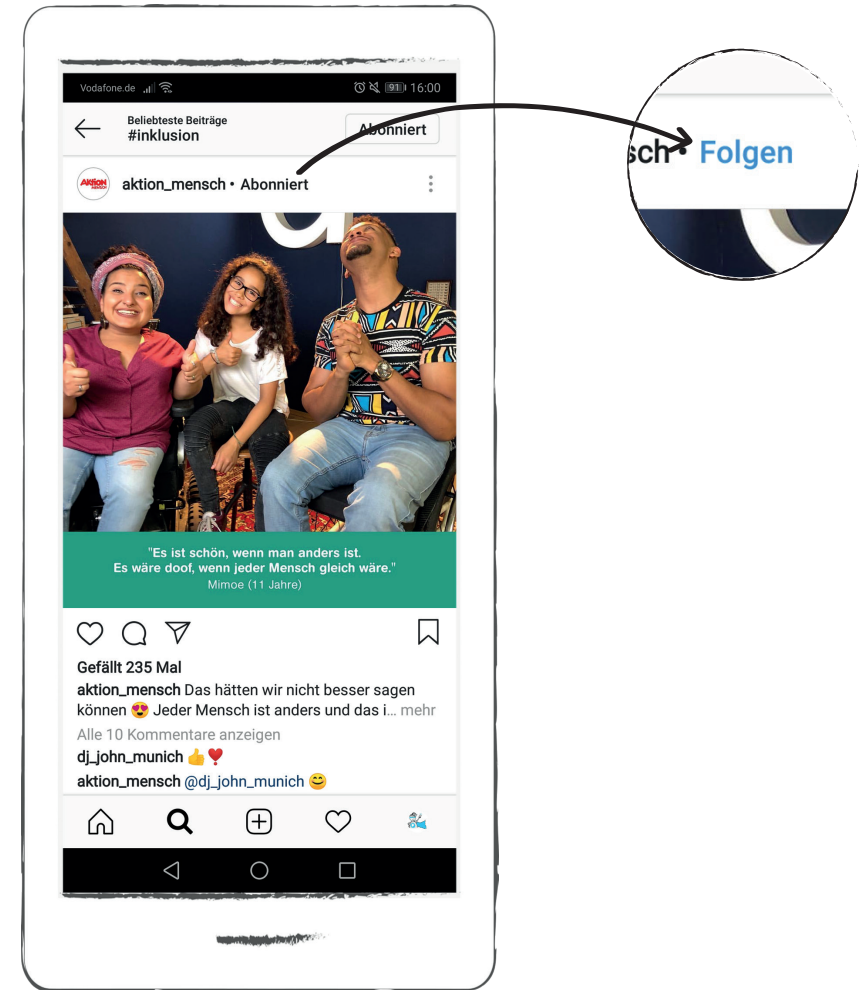 Vodafone.de
91 16:00
Beliebteste Beiträge
#inklusion
Abonniert
AKTION
MENSCH
aktion_mensch • Abonniert
sch • Folgen
"Es ist schön, wenn man anders ist.
Es wäre doof, wenn jeder Mensch gleich wäre."
Mimoe (11 Jahre)
Gefällt 235 Mal
aktion_mensch Das hätten wir nicht besser sagen
können 😍 Jeder Mensch ist anders und das i… mehr
Alle 10 Kommentare anzeigen
dj_john_munich 👍❣️
aktion_mensch @dj_john_munich 😊